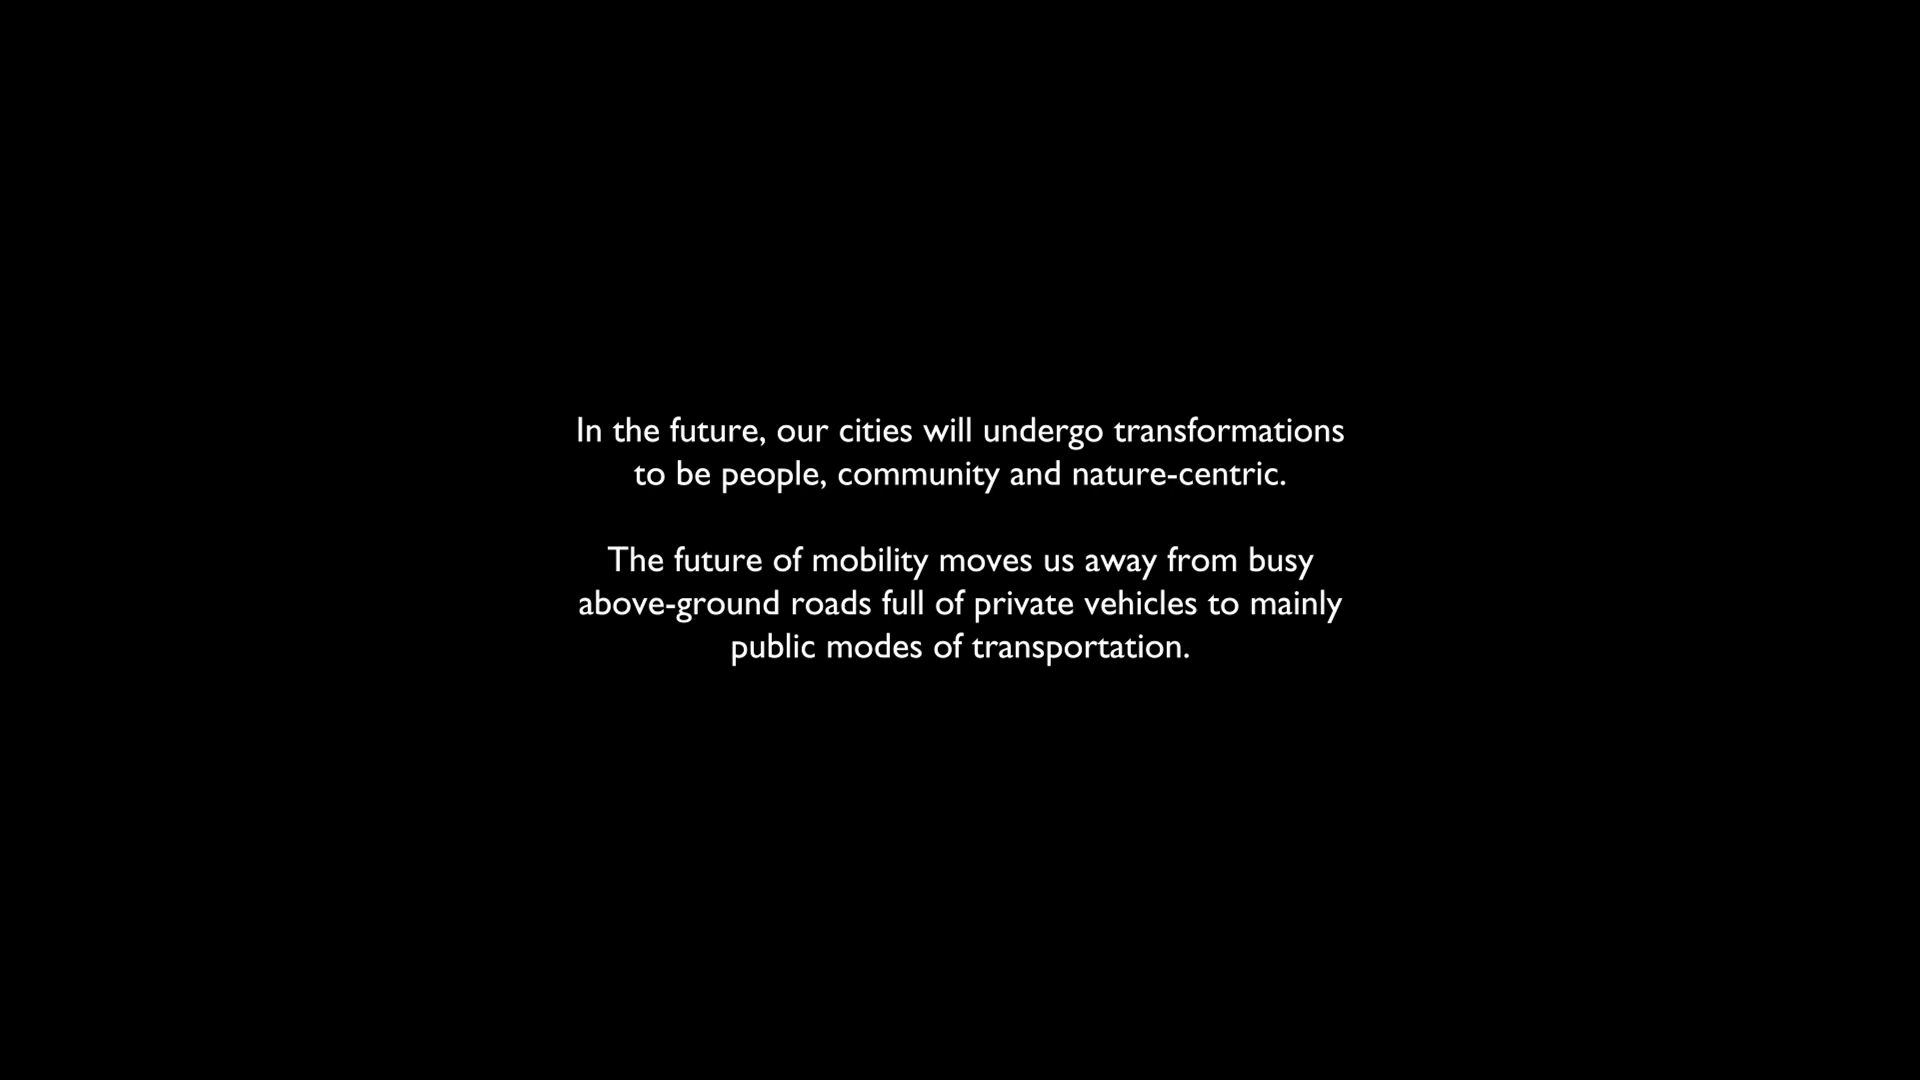 In the future, our cities will undergo transformations
to be people, community and nature-centric.
The future of mobility moves us away from busy
above-ground roads full of private vehicles to mainly
public modes of transportation.